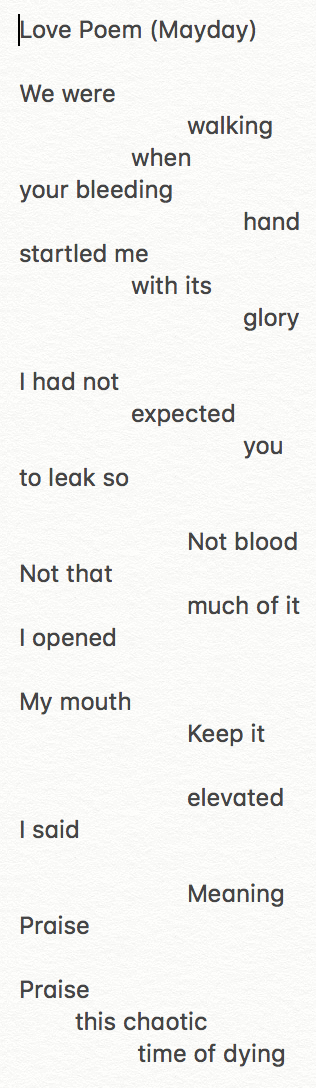 Love Poem (Mayday)
We were
walking
when
your bleeding
hand
startled me
with its
glory
I had not
expected
you
to leak so
Not blood
Not that
much of it
I opened
My mouth
Keep it
elevated
I said
Meaning
Praise
Praise
this chaotic
time of dying